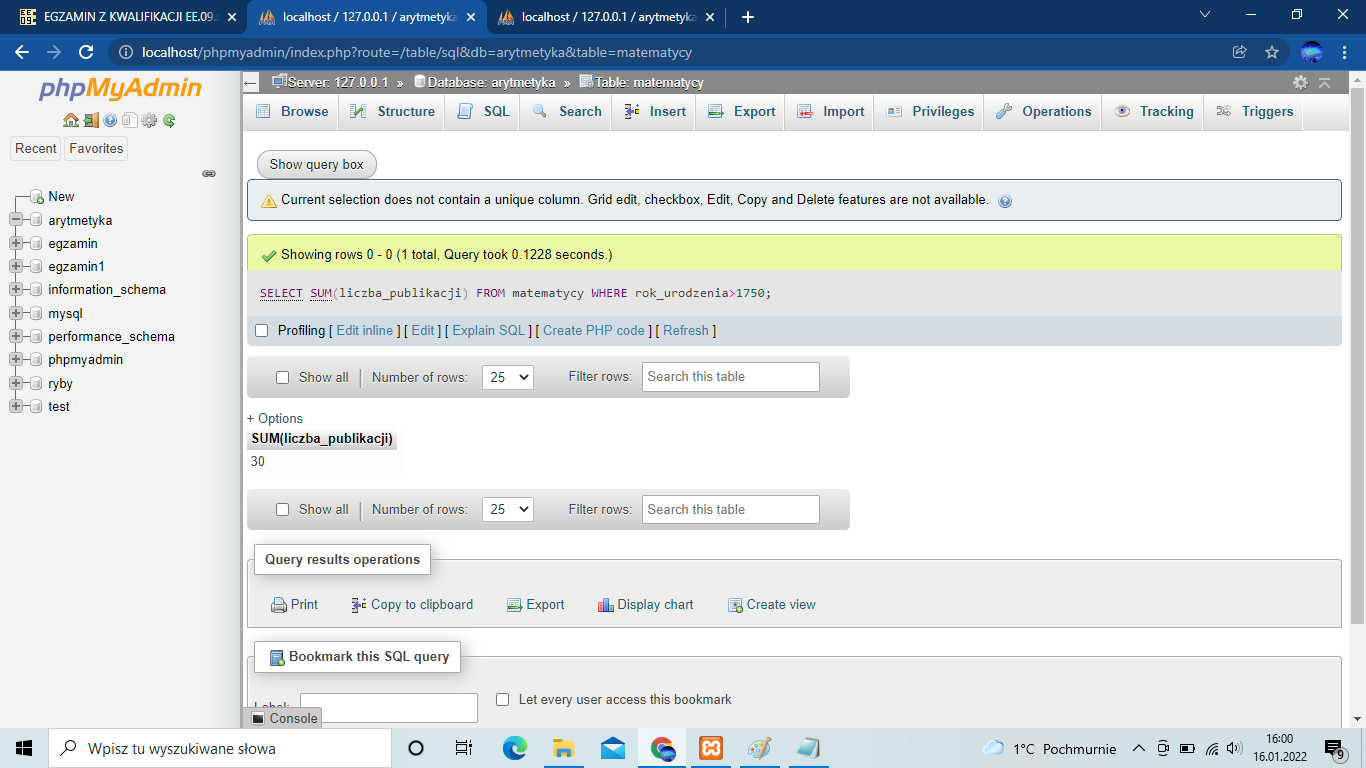 EGZAMIN Z KWALIFIKACJI EE.09
localhost / 127.0.0.1 / arytmetyka
localhost / 127.0.0.1 / arytmetyka
localhost/phpmyadmin/index.php?route=/table/sql&db=arytmetyka&table=matematycy
phpMyAdmin
Recent
Favorites
New
arytmetyka
egzamin
egzamin1
information_schema
mysql
performance_schema
phpmyadmin
ryby
test
Server: 127.0.0.1 » Database: arytmetyka » Table: matematycy
Browse Structure SQL Search Insert Export Import Privileges Operations Tracking Triggers
Show query box
Current selection does not contain a unique column. Grid edit, checkbox, Edit, Copy and Delete features are not available.
Showing rows 0 - 0 (1 total, Query took 0.1228 seconds.)
SELECT SUM(liczba_publikacji) FROM matematycy WHERE rok_urodzenia>1750;
Profiling [ Edit inline ] [ Edit ] [ Explain SQL ] [ Create PHP code ] [ Refresh ]
Show all Number of rows: 25 Filter rows: Search this table
+ Options
SUM(liczba_publikacji)
30
Show all Number of rows: 25 Filter rows: Search this table
Query results operations
Print Copy to clipboard Export Display chart Create view
Bookmark this SQL query
Label: Let every user access this bookmark
Console
Wpisz tu wyszukiwane słowa
1°C Pochmurnie
16:00
16.01.2022
9